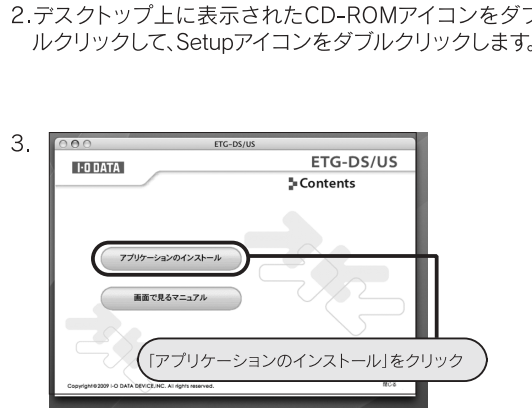 2.デスクトップ上に表示されたCD-ROMアイコンをダブ
ルクリックして、Setupアイコンをダブルクリックします。
3.
ETG-DS/US
I-O DATA
ETG-DS/US
Contents
アプリケーションのインストール
画面で見るマニュアル
「アプリケーションのインストール」をクリック
Copyright©2009 I-O DATA DEVICE,INC. All rights reserved.
閉じる